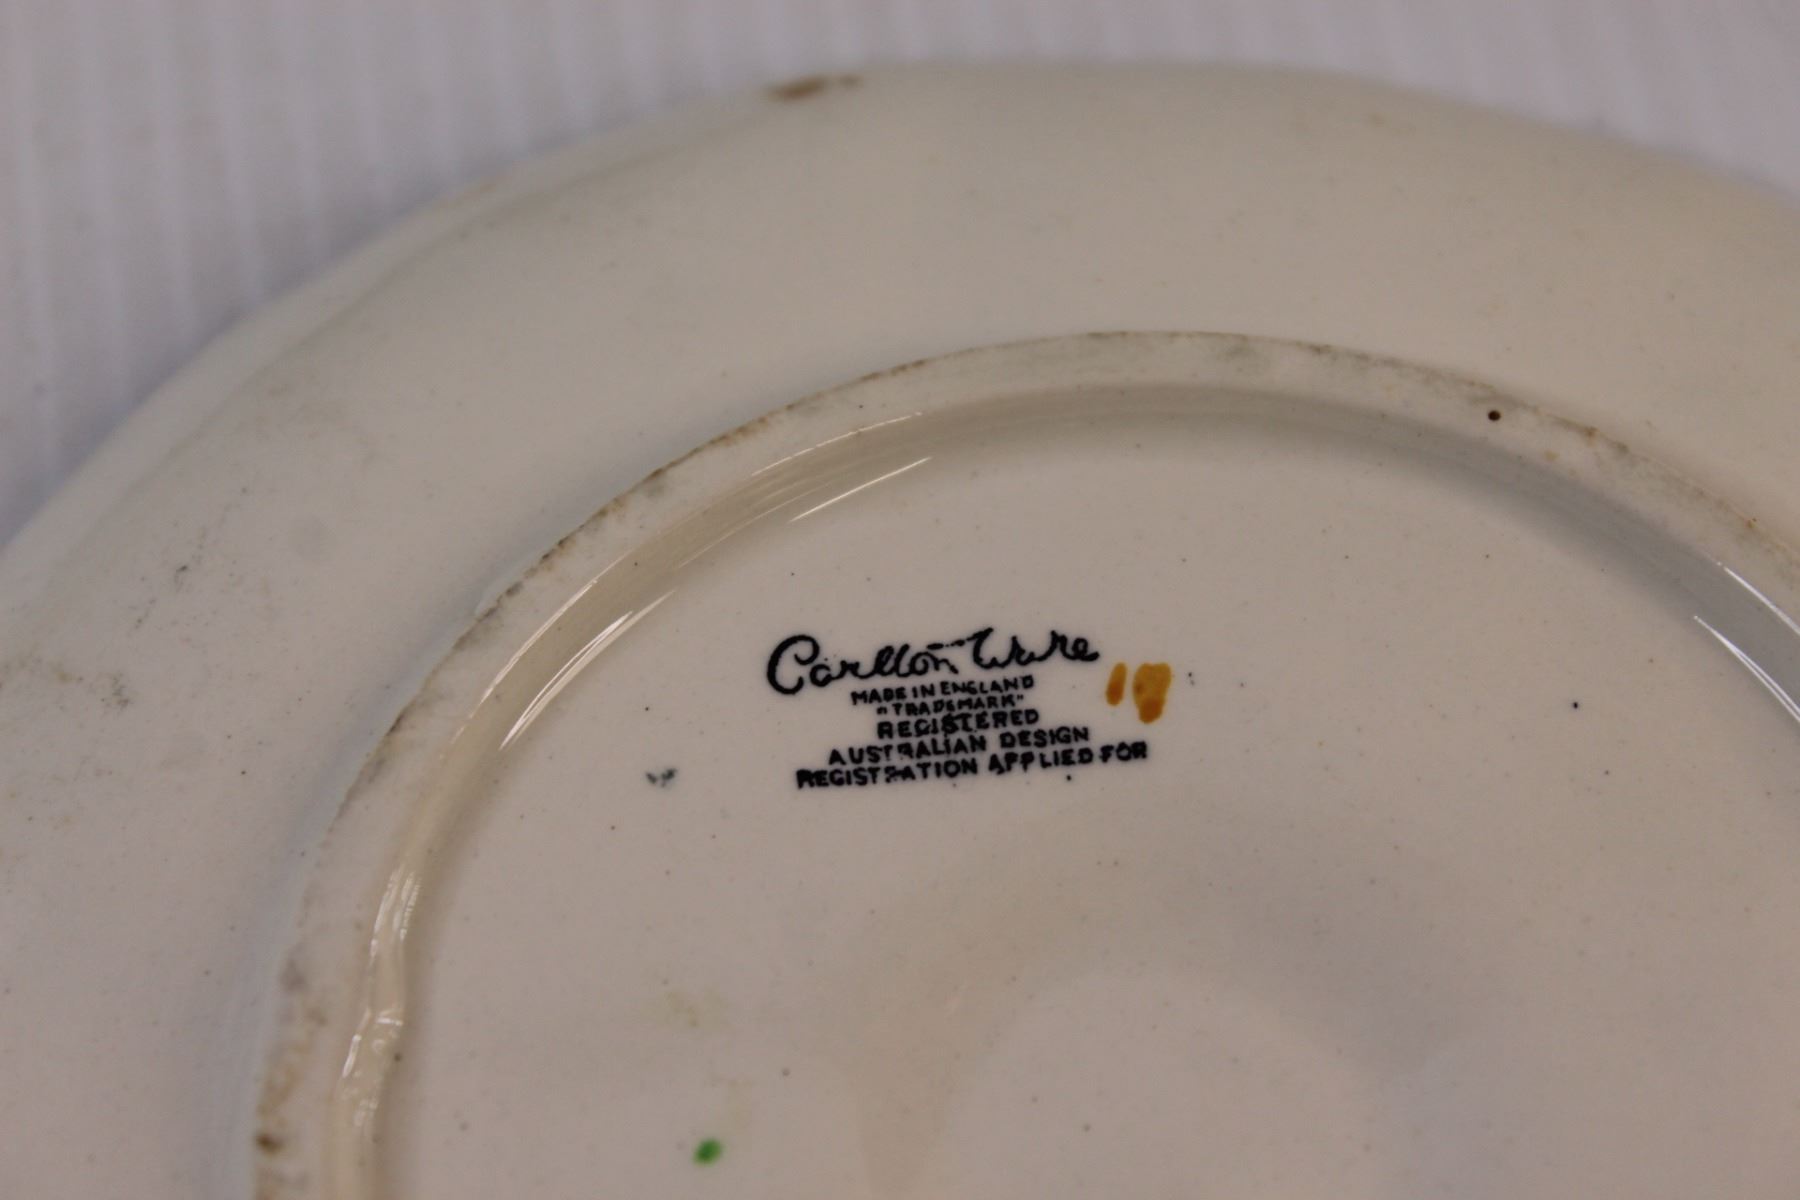 Carlton Ware
MADE IN ENGLAND
"TRADEMARK"
REGISTERED
AUSTRALIAN DESIGN
REGISTRATION APPLIED FOR